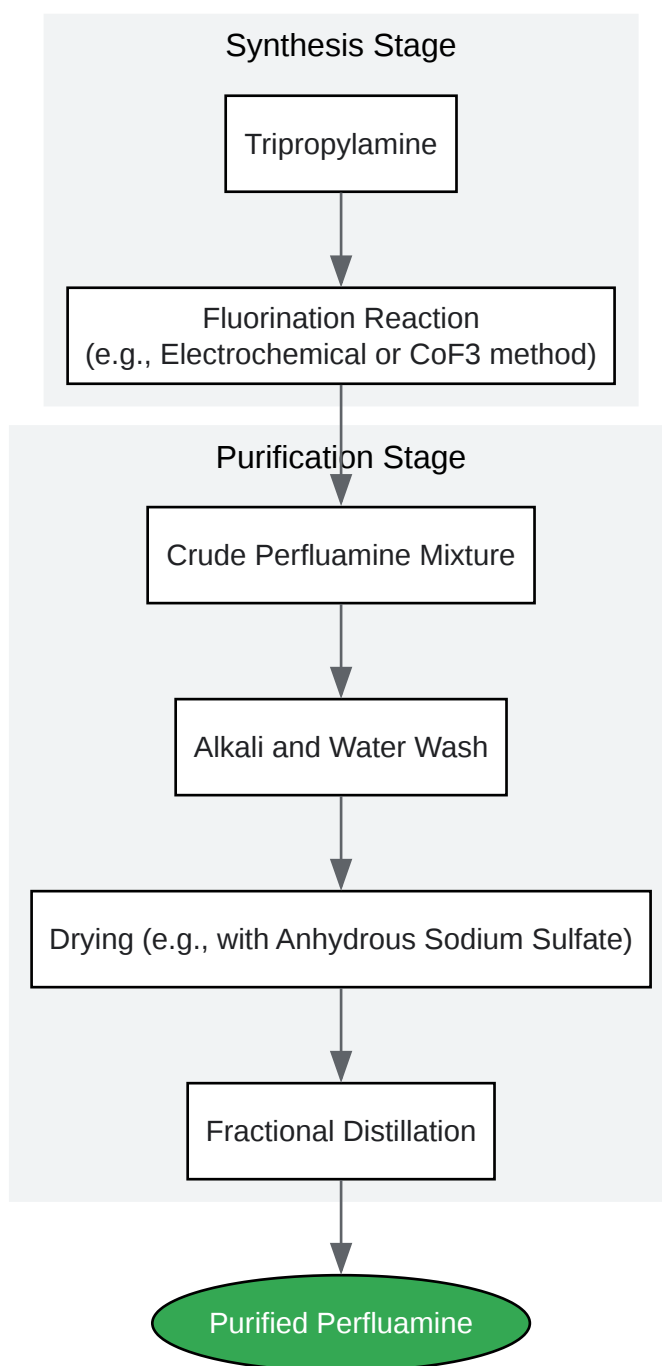 Synthesis Stage
Tripropylamine
Fluorination Reaction
(e.g., Electrochemical or CoF3 method)
Purification Stage
Crude Perfluamine Mixture
Alkali and Water Wash
Drying (e.g., with Anhydrous Sodium Sulfate)
Fractional Distillation
Purified Perfluamine